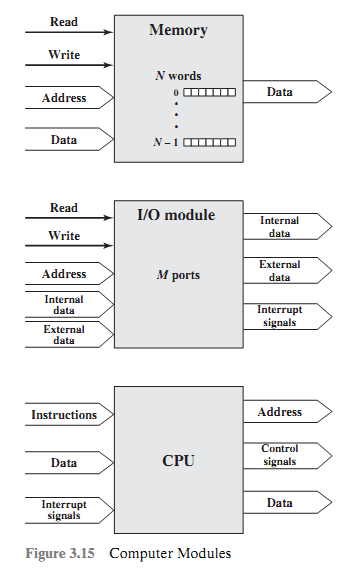 Read
Memory
Write
N words
0
Address
Data
Data
N – 1
Read
I/O module
Internal
data
Write
External
data
Address
M ports
Internal
data
Interrupt
signals
External
data
Instructions
Address
Data
CPU
Control
signals
Interrupt
signals
Data
Figure 3.15 Computer Modules